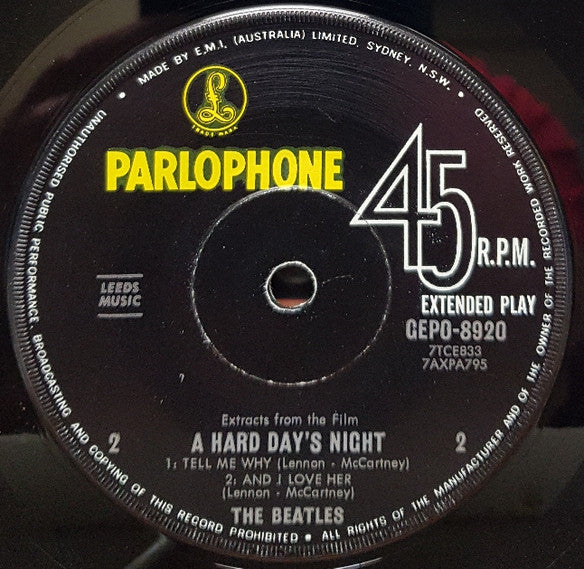 MADE BY E.M.I. (AUSTRALIA) LIMITED, SYDNEY, N.S.W.
UNAUTHORISED PUBLIC PERFORMANCE, BROADCASTING AND COPYING OF THIS RECORD PROHIBITED • ALL RIGHTS OF THE MANUFACTURER AND OF THE OWNER OF THE RECORDED WORK RESERVED
£
TRADE MARK
PARLOPHONE
45
R.P.M.
EXTENDED PLAY
GEPO-8920
7TCE833
7AXPA795
LEEDS
MUSIC
Extracts from the Film
2 A HARD DAY'S NIGHT 2
1: TELL ME WHY (Lennon - McCartney)
2: AND I LOVE HER
(Lennon - McCartney)
THE BEATLES